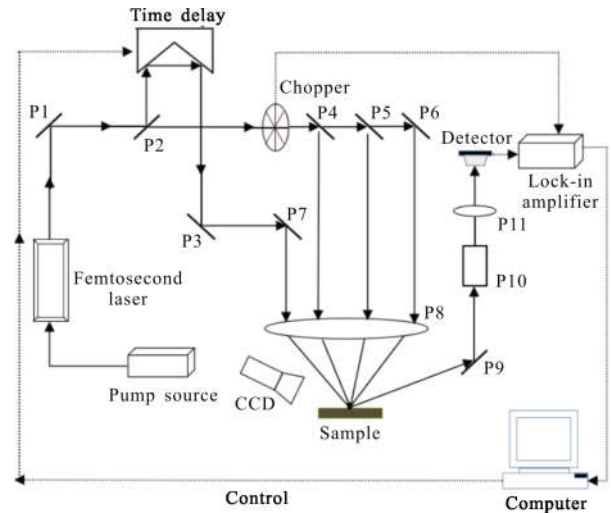 Time delay
Chopper
P1
P2
P4
P5
P6
Detector
Lock-in
amplifier
P3
P7
P11
P10
Femtosecond
laser
P8
P9
Pump source
CCD
Sample
Control
Computer